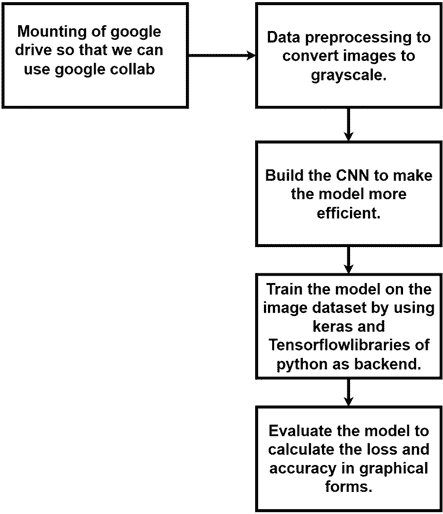 Mounting of google
drive so that we can
use google collab
Data preprocessing to
convert images to
grayscale.
Build the CNN to make
the model more
efficient.
Train the model on the
image dataset by using
keras and
Tensorflowlibraries of
python as backend.
Evaluate the model to
calculate the loss and
accuracy in graphical
forms.